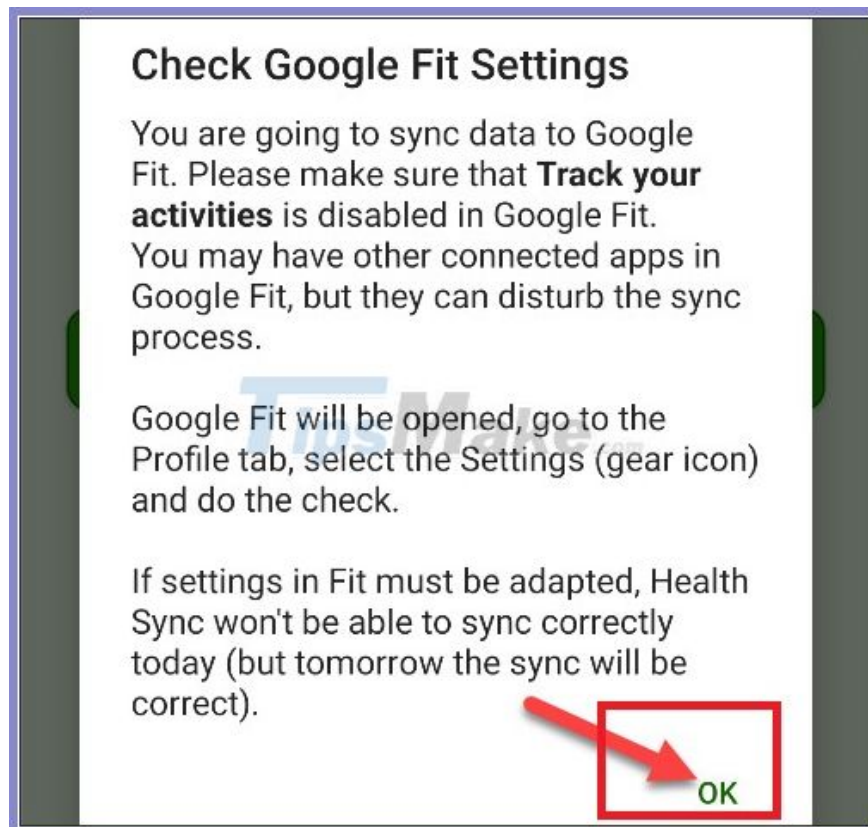 Check Google Fit Settings
You are going to sync data to Google
Fit. Please make sure that Track your
activities is disabled in Google Fit.
You may have other connected apps in
Google Fit, but they can disturb the sync
process.
Google Fit will be opened, go to the
TipsMake.com
Profile tab, select the Settings (gear icon)
and do the check.
If settings in Fit must be adapted, Health
Sync won't be able to sync correctly
today (but tomorrow the sync will be
correct).
OK